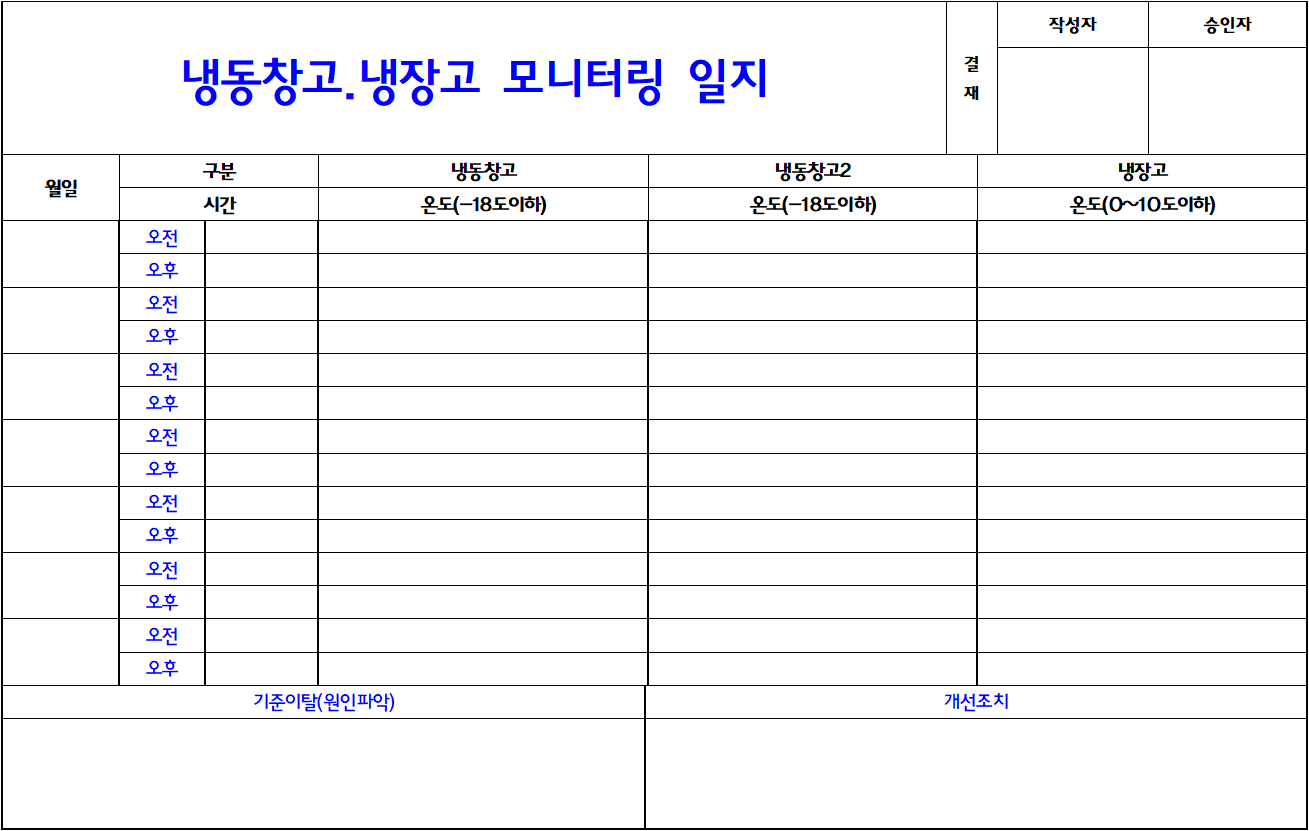 냉동창고.냉장고 모니터링 일지
결
재
작성자
승인자
월일
구분
냉동창고
냉동창고2
냉장고
시간
온도(-18도이하)
온도(-18도이하)
온도(0~10도이하)
오전
오후
오전
오후
오전
오후
오전
오후
오전
오후
오전
오후
오전
오후
기준이탈(원인파악)
개선조치